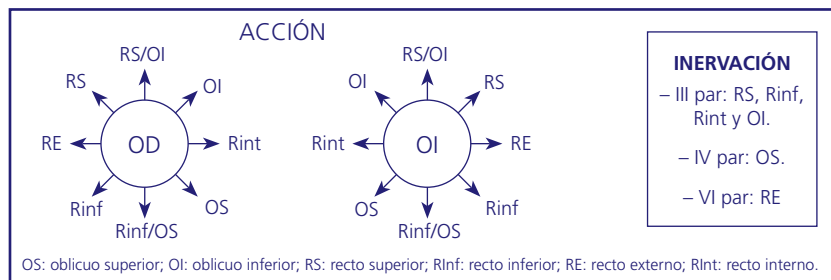 ACCIÓN
RS/OI
RS
OI
RE
OD
Rint
Rinf
OS
Rinf/OS
RS/OI
OI
RS
Rint
OI
RE
OS
Rinf
Rinf/OS
INERVACIÓN
– III par: RS, Rinf,
Rint y OI.
– IV par: OS.
– VI par: RE
OS: oblicuo superior; OI: oblicuo inferior; RS: recto superior; RInf: recto inferior; RE: recto externo; RInt: recto interno.